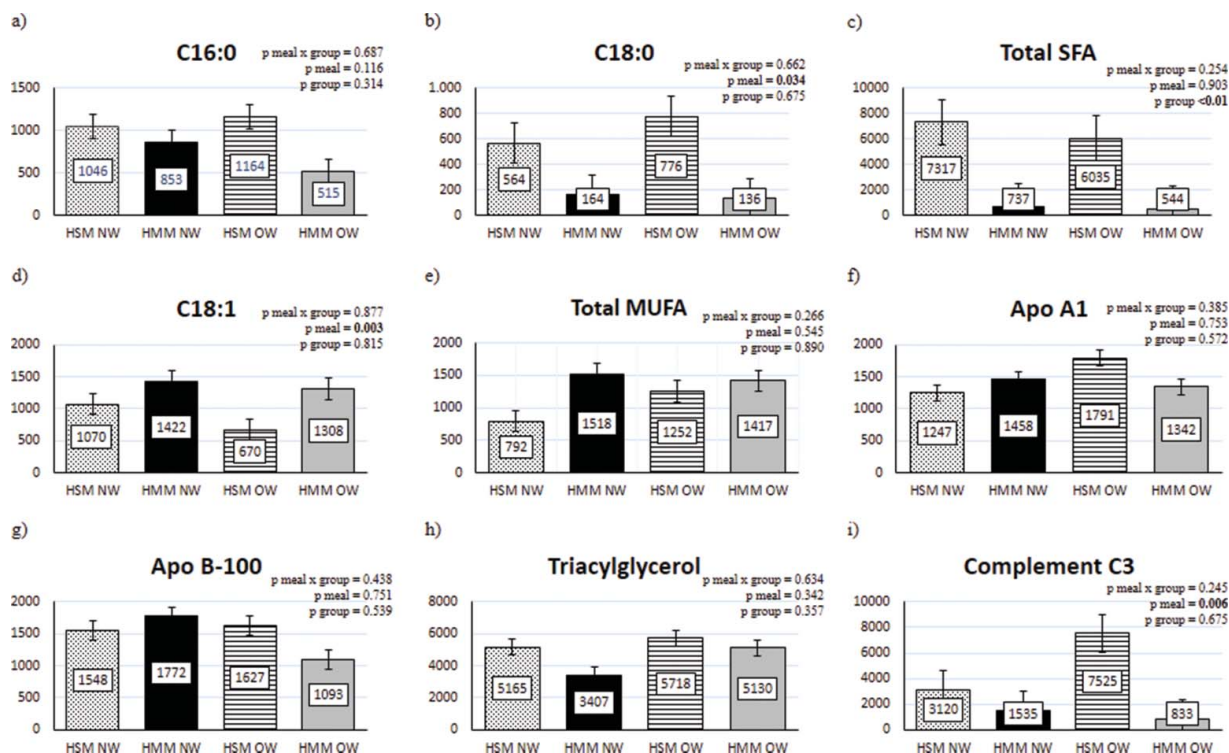 a)
C16:0
p meal x group = 0.687
p meal = 0.116
p group = 0.314
1500
1000
500
0
1046
853
1164
515
HSM NW
HMM NW
HSM OW
HMM OW
b)
C18:0
p meal x group = 0.662
p meal = 0.034
p group = 0.675
1.000
800
600
400
200
0
564
164
776
136
HSM NW
HMM NW
HSM OW
HMM OW
c)
Total SFA
p meal x group = 0.254
p meal = 0.903
p group <0.01
10000
8000
6000
4000
2000
0
7317
737
6035
544
HSM NW
HMM NW
HSM OW
HMM OW
d)
C18:1
p meal x group = 0.877
p meal = 0.003
p group = 0.815
2000
1500
1000
500
0
1070
1422
670
1308
HSM NW
HMM NW
HSM OW
HMM OW
e)
Total MUFA
p meal x group = 0.266
p meal = 0.545
p group = 0.890
2000
1500
1000
500
0
792
1518
1252
1417
HSM NW
HMM NW
HSM OW
HMM OW
f)
Apo A1
p meal x group = 0.385
p meal = 0.753
p group = 0.572
2000
1500
1000
500
0
1247
1458
1791
1342
HSM NW
HMM NW
HSM OW
HMM OW
g)
Apo B-100
p meal x group = 0.438
p meal = 0.751
p group = 0.539
2000
1500
1000
500
0
1548
1772
1627
1093
HSM NW
HMM NW
HSM OW
HMM OW
h)
Triacylglycerol
p meal x group = 0.634
p meal = 0.342
p group = 0.357
8000
6000
4000
2000
0
5165
3407
5718
5130
HSM NW
HMM NW
HSM OW
HMM OW
i)
Complement C3
p meal x group = 0.245
p meal = 0.006
p group = 0.675
10000
8000
6000
4000
2000
0
3120
1535
7525
833
HSM NW
HMM NW
HSM OW
HMM OW